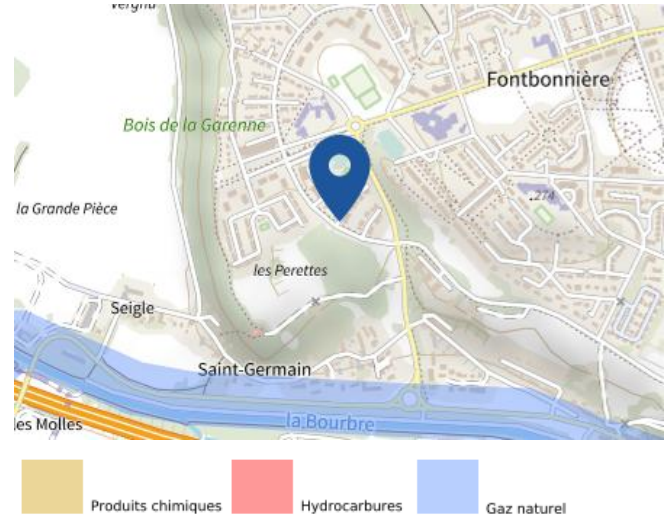 Vergnu
Fontbonnière
Bois de la Garenne
la Grande Pièce
274
les Perettes
Seigle
Saint-Germain
la Bourbre
les Molles
Produits chimiques
Hydrocarbures
Gaz naturel